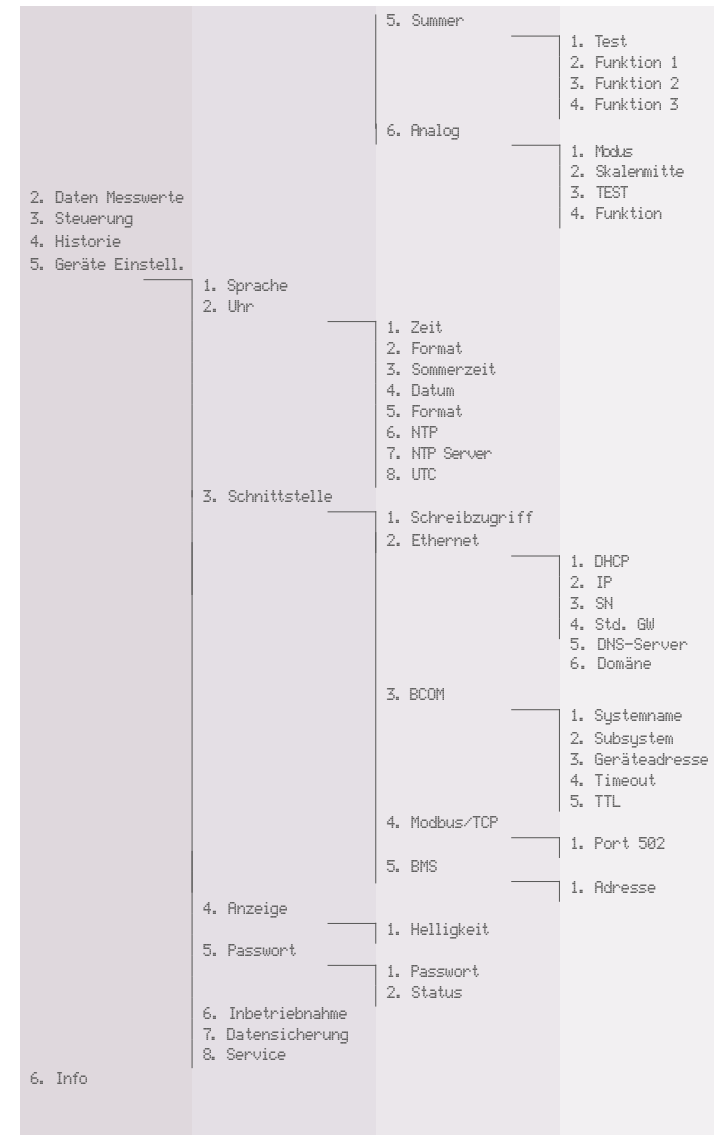 5. Summer
1. Test
2. Funktion 1
3. Funktion 2
4. Funktion 3
6. Analog
1. Modus
2. Skalenmitte
3. TEST
4. Funktion
2. Daten Messwerte
3. Steuerung
4. Historie
5. Geräte Einstell.
1. Sprache
2. Uhr
1. Zeit
2. Format
3. Sommerzeit
4. Datum
5. Format
6. NTP
7. NTP Server
8. UTC
3. Schnittstelle
1. Schreibzugriff
2. Ethernet
1. DHCP
2. IP
3. SN
4. Std. GW
5. DNS-Server
6. Domäne
3. BCOM
1. Systemname
2. Subsystem
3. Geräteadresse
4. Timeout
5. TTL
4. Modbus/TCP
1. Port 502
5. BMS
1. Adresse
4. Anzeige
1. Helligkeit
5. Passwort
1. Passwort
2. Status
6. Inbetriebnahme
7. Datensicherung
8. Service
6. Info